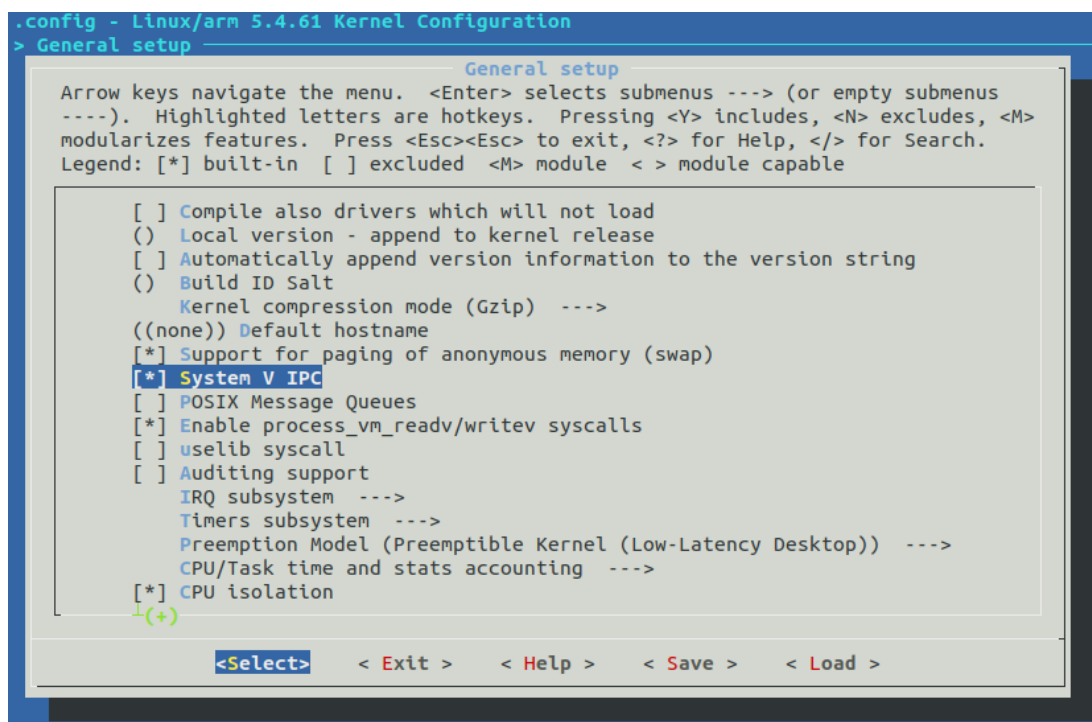 .config - Linux/arm 5.4.61 Kernel Configuration
> General setup
General setup
Arrow keys navigate the menu.  <Enter> selects submenus ---> (or empty submenus
----).  Highlighted letters are hotkeys.  Pressing <Y> includes, <N> excludes, <M>
modularizes features.  Press <Esc><Esc> to exit, <?> for Help, </> for Search.
Legend: [*] built-in  [ ] excluded  <M> module  < > module capable
[ ] Compile also drivers which will not load
()  Local version - append to kernel release
[ ] Automatically append version information to the version string
()  Build ID Salt
Kernel compression mode (Gzip)  --->
((none)) Default hostname
[*] Support for paging of anonymous memory (swap)
[*] System V IPC
[ ] POSIX Message Queues
[*] Enable process_vm_readv/writev syscalls
[ ] uselib syscall
[ ] Auditing support
IRQ subsystem  --->
Timers subsystem  --->
Preemption Model (Preemptible Kernel (Low-Latency Desktop))  --->
CPU/Task time and stats accounting  --->
[*] CPU isolation
┴(+)
<Select>    < Exit >    < Help >    < Save >    < Load >